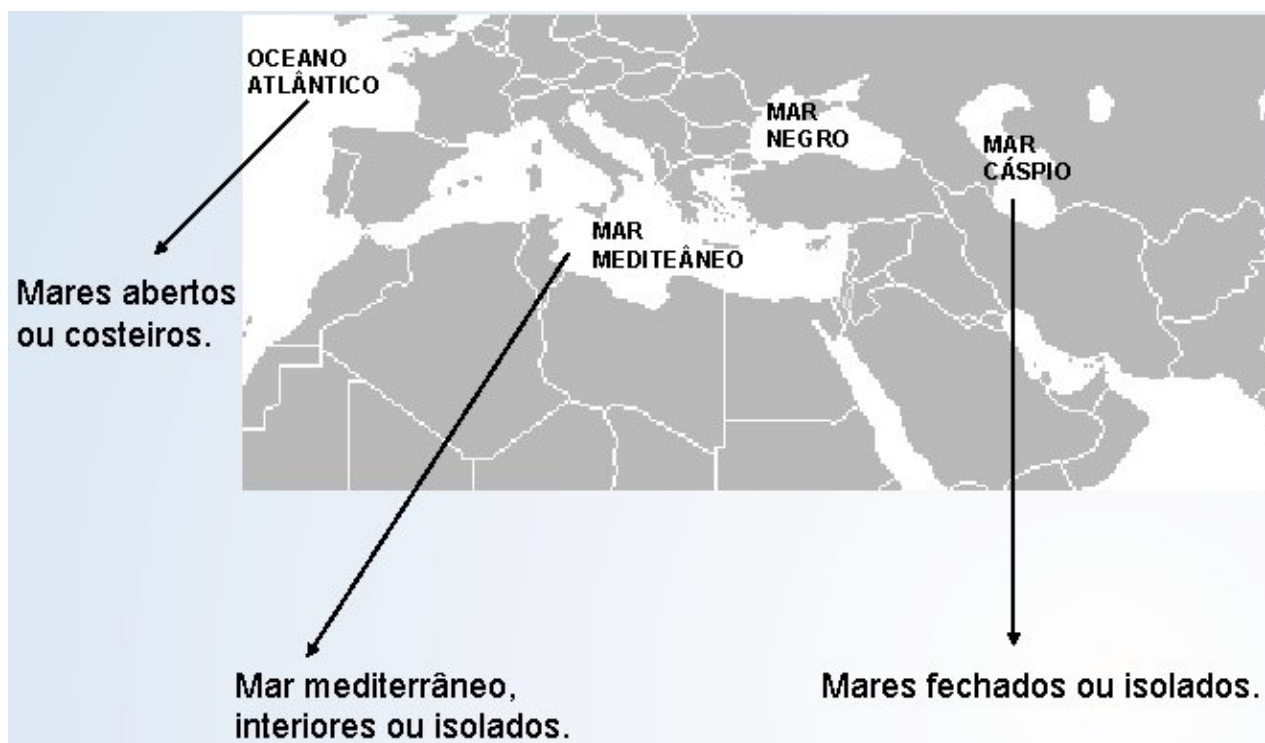 OCEANO
ATLÂNTICO
MAR
NEGRO
MAR
CÁSPIO
MAR
MEDITEÂNEO
Mares abertos
ou costeiros.
Mar mediterrâneo,
interiores ou isolados.
Mares fechados ou isolados.